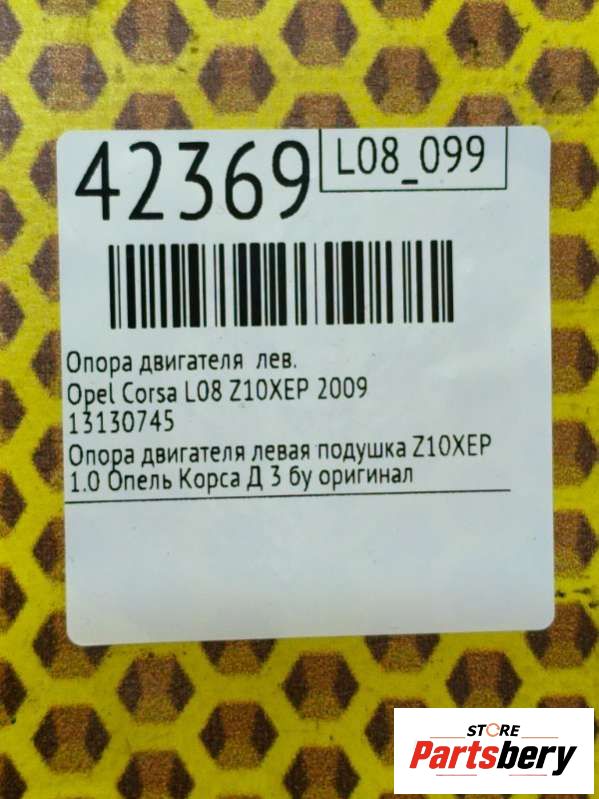 42369
L08_099
Опора двигателя лев.
Opel Corsa L08 Z10XEP 2009
13130745
Опора двигателя левая подушка Z10XEP
1.0 Опель Корса Д 3 бу оригинал
STORE
Partsbery